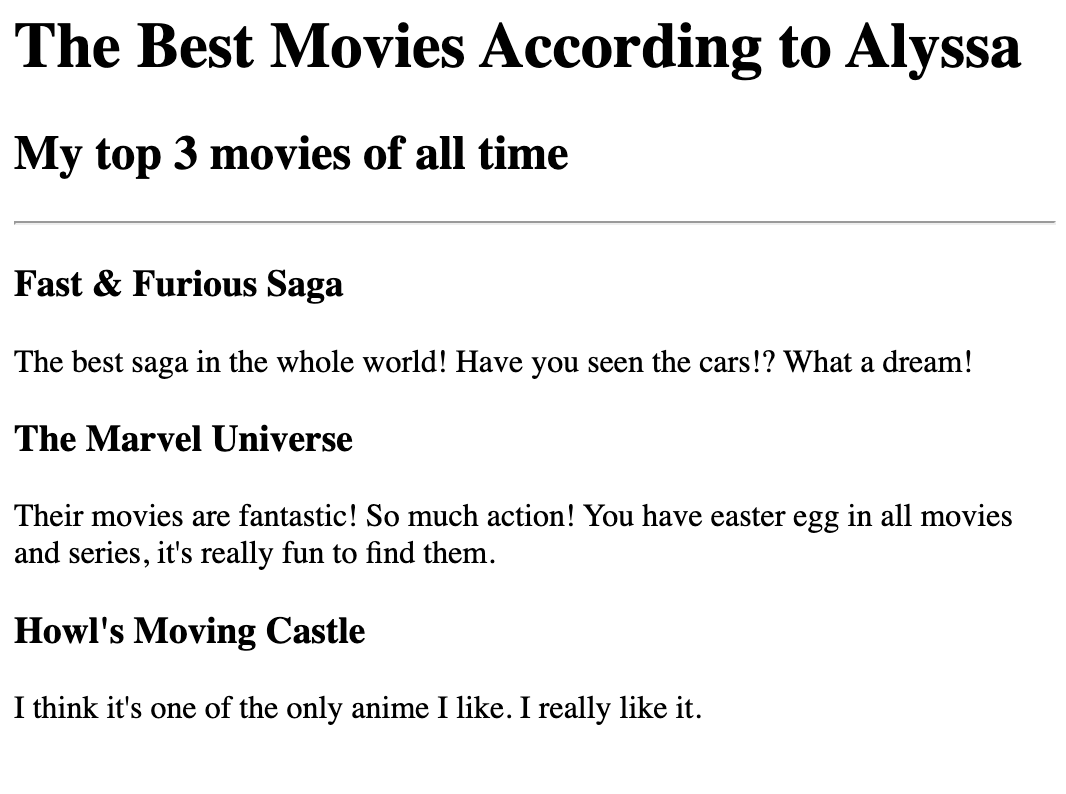 The Best Movies According to Alyssa
My top 3 movies of all time
Fast & Furious Saga
The best saga in the whole world! Have you seen the cars!? What a dream!
The Marvel Universe
Their movies are fantastic! So much action! You have easter egg in all movies
and series, it's really fun to find them.
Howl's Moving Castle
I think it's one of the only anime I like. I really like it.